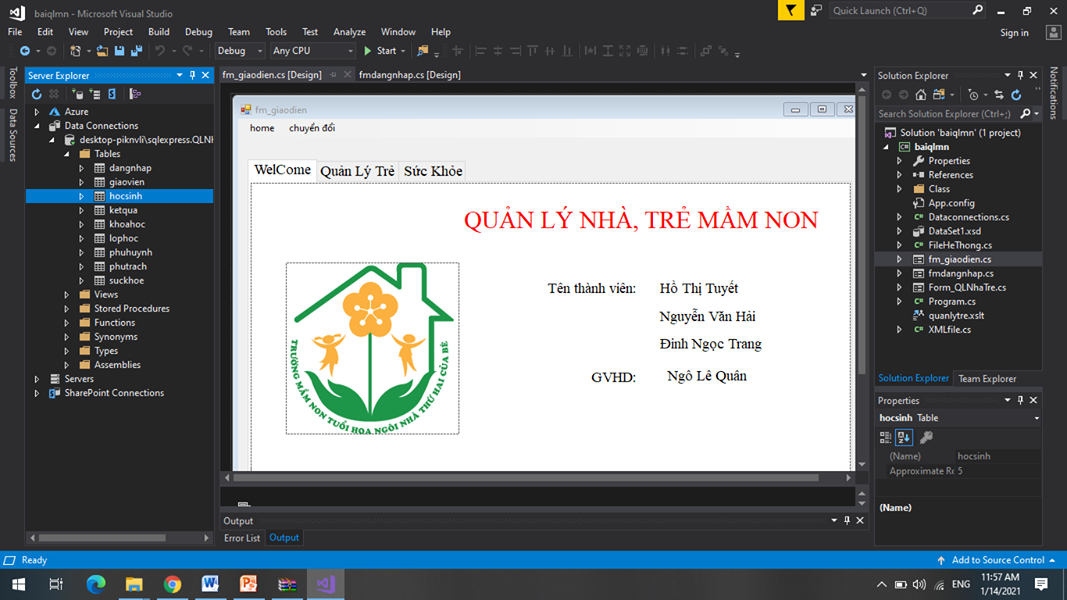 baiqlmn - Microsoft Visual Studio
Quick Launch (Ctrl+Q)
File Edit View Project Build Debug Team Tools Test Analyze Window Help
Sign in
Debug Any CPU Start
Toolbox
Data Sources
Server Explorer
Azure
Data Connections
desktop-piknvli\sqlexpress.QLNH
Tables
dangnhap
giaovien
hocsinh
ketqua
khoahoc
lophoc
phuhuynh
phutrach
suckhoe
Views
Stored Procedures
Functions
Synonyms
Types
Assemblies
Servers
SharePoint Connections
fm_giaodien.cs [Design] fmdangnhap.cs [Design]
fm_giaodien
home chuyển đổi
WelCome Quản Lý Trẻ Sức Khỏe
QUẢN LÝ NHÀ, TRẺ MẦM NON
TRƯỜNG MẦM NON TUỔI HOA NGÔI NHÀ THỨ HAI CỦA BÉ
Tên thành viên: Hồ Thị Tuyết
Nguyễn Văn Hải
Đinh Ngọc Trang
GVHD: Ngô Lê Quân
Output
Error List Output
Solution Explorer
Search Solution Explorer (Ctrl+;)
Solution 'baiqlmn' (1 project)
baiqlmn
Properties
References
Class
App.config
Dataconnections.cs
DataSet1.xsd
FileHeThong.cs
fm_giaodien.cs
fmdangnhap.cs
Form_QLNhaTre.cs
Program.cs
quanlytre.xslt
XMLfile.cs
Solution Explorer Team Explorer
Properties
hocsinh Table
(Name) hocsinh
Approximate Ro 5
(Name)
Notifications
Ready
Add to Source Control
ENG
11:57 AM
1/14/2021